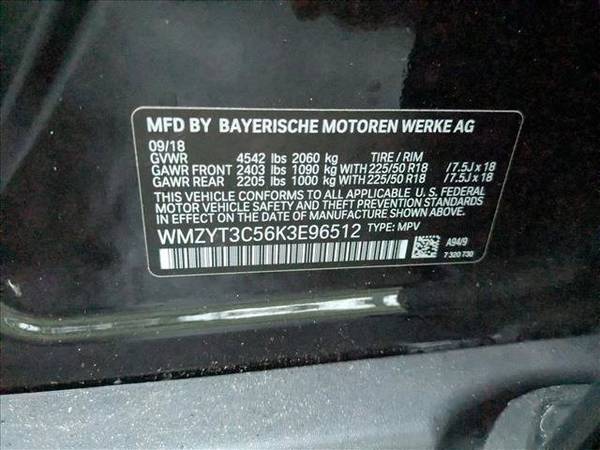 MFD BY BAYERISCHE MOTOREN WERKE AG
09/18
GVWR 4542 lbs 2060 kg TIRE / RIM
GAWR FRONT 2403 lbs 1090 kg WITH 225/50 R18 / 7.5J x 18
GAWR REAR 2205 lbs 1000 kg WITH 225/50 R18 / 7.5J x 18
THIS VEHICLE CONFORMS TO ALL APPLICABLE U. S. FEDERAL
MOTOR VEHICLE SAFETY AND THEFT PREVENTION STANDARDS
IN EFFECT ON THE DATE OF MANUFACTURE SHOWN ABOVE.
WMZYT3C56K3E96512 TYPE: MPV
A94/9
7 320 730